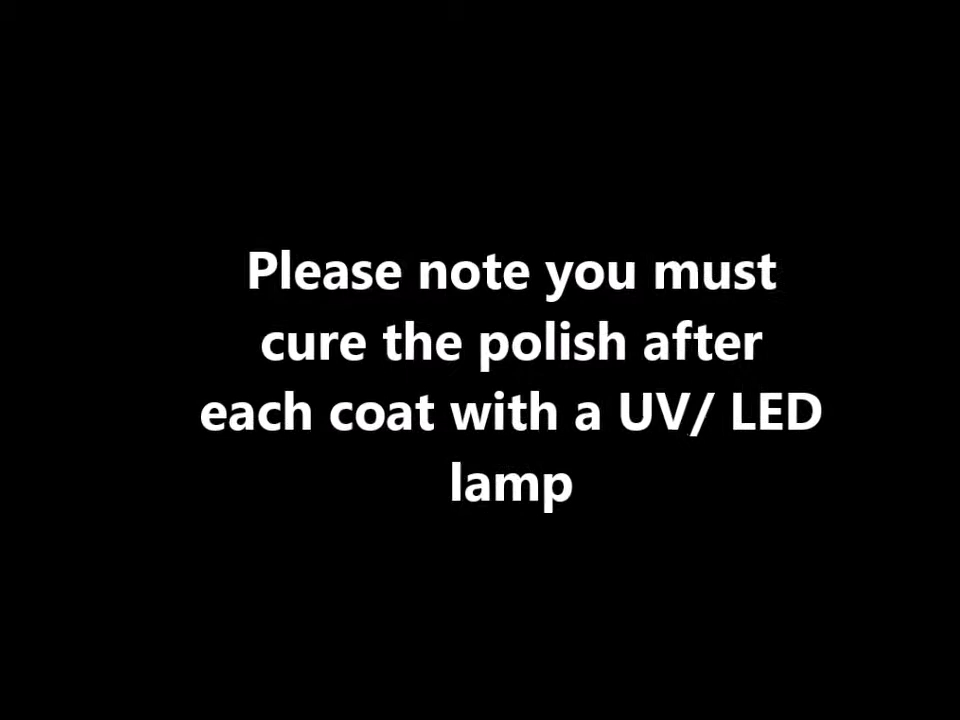 Please note you must
cure the polish after
each coat with a UV/ LED
lamp